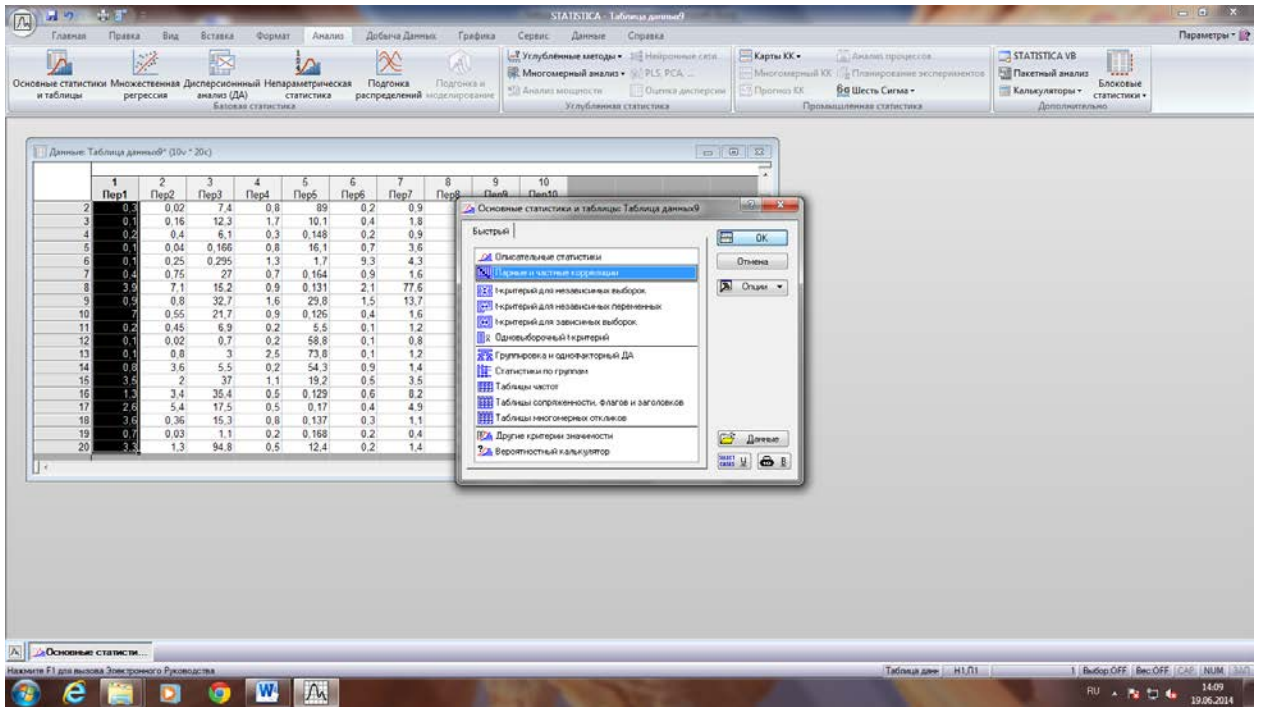 STATISTICA - Таблица данных9
Главная Правка Вид Вставка Формат Анализ Добыча Данных Графика Сервис Данные Справка Параметры
Основные статистики и таблицы
Множественная регрессия
Дисперсионный анализ (ДА)
Непараметрическая статистика
Подгонка распределений
Подгонка и моделирование
Базовая статистика
Углублённые методы Нейронные сети
Многомерный анализ PLS, PCA, ...
Анализ мощности Оценка дисперсии
Углубленная статистика
Карты КК Анализ процессов
Многомерный КК Планирование экспериментов
Прогноз КК 6σ Шесть Сигма
Промышленная статистика
STATISTICA VB
Пакетный анализ
Калькуляторы
Блоковые статистики
Дополнительно
Данные: Таблица данных9* (10v * 20c)
1 2 3 4 5 6 7 8 9 10
Пер1 Пер2 Пер3 Пер4 Пер5 Пер6 Пер7 Пер8 Пер9 Пер10
2 0,3 0,02 7,4 0,8 89 0,2 0,9
3 0,1 0,16 12,3 1,7 10,1 0,4 1,8
4 0,2 0,4 6,1 0,3 0,148 0,2 0,9
5 0,1 0,04 0,166 0,8 16,1 0,7 3,6
6 0,1 0,25 0,295 1,3 1,7 9,3 4,3
7 0,4 0,75 27 0,7 0,164 0,9 1,6
8 3,9 7,1 15,2 0,9 0,131 2,1 77,6
9 0,9 0,8 32,7 1,6 29,8 1,5 13,7
10 7 0,55 21,7 0,9 0,126 0,4 1,6
11 0,2 0,45 6,9 0,2 5,5 0,1 1,2
12 0,1 0,02 0,7 0,2 58,8 0,1 0,8
13 0,1 0,8 3 2,5 73,8 0,1 1,2
14 0,8 3,6 5,5 0,2 54,3 0,9 1,4
15 3,5 2 37 1,1 19,2 0,5 3,5
16 1,3 3,4 35,4 0,5 0,129 0,6 8,2
17 2,6 5,4 17,5 0,5 0,17 0,4 4,9
18 3,6 0,36 15,3 0,8 0,137 0,3 1,1
19 0,7 0,03 1,1 0,2 0,168 0,2 0,4
20 3,3 1,3 94,8 0,5 12,4 0,2 1,4
Основные статистики и таблицы: Таблица данных9
Быстрый
Описательные статистики
Парные и частные корреляции
t-критерий для независимых выборок
t-критерий для независимых переменных
t-критерий для зависимых выборок
Одновыборочный t-критерий
Группировка и однофакторный ДА
Статистики по группам
Таблицы частот
Таблицы сопряженности, флагов и заголовков
Таблицы многомерных откликов
Другие критерии значимости
Вероятностный калькулятор
OK
Отмена
Опции
Данные
SELECT CASES
Основные статисти...
Нажмите F1 для вызова Электронного Руководства
Таблица данн Н1,П1 1 Выбор:OFF Вес:OFF CAP NUM ЗАП
RU 14:09
19.06.2014